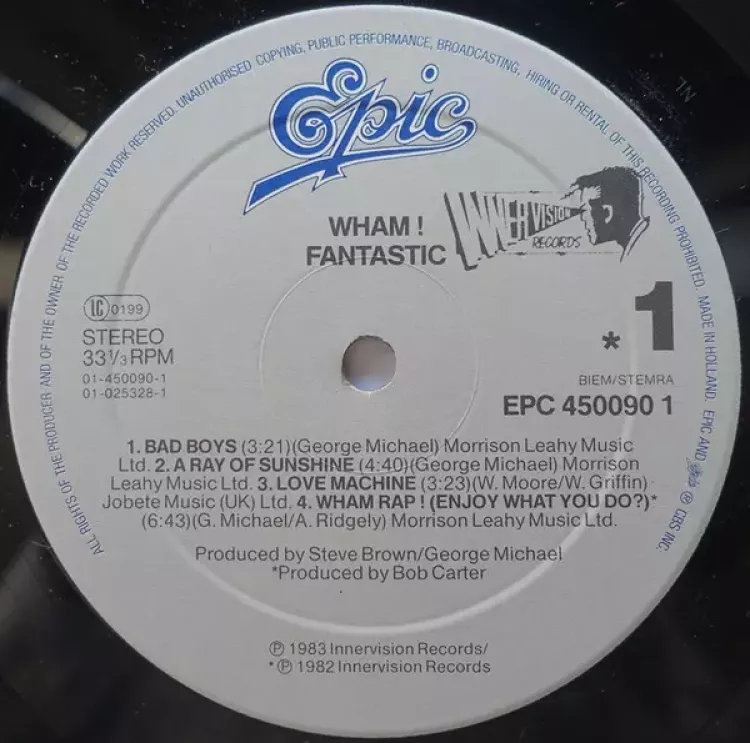 ALL RIGHTS OF THE PRODUCER AND OF THE OWNER OF THE RECORDED WORK RESERVED. UNAUTHORISED COPYING, PUBLIC PERFORMANCE, BROADCASTING, HIRING OR RENTAL OF THIS RECORDING PROHIBITED. MADE IN HOLLAND. EPIC AND ℗ CBS INC.
Epic
WHAM !
FANTASTIC
INNERVISION
RECORDS
LC 0199
STEREO
33 1/3 RPM
01-450090-1
01-025328-1
* 1
BIEM/STEMRA
EPC 450090 1
1. BAD BOYS (3:21)(George Michael) Morrison Leahy Music
Ltd. 2. A RAY OF SUNSHINE (4:40)(George Michael) Morrison
Leahy Music Ltd. 3. LOVE MACHINE (3:23)(W. Moore/W. Griffin)
Jobete Music (UK) Ltd. 4. WHAM RAP ! (ENJOY WHAT YOU DO?)*
(6:43)(G. Michael/A. Ridgely) Morrison Leahy Music Ltd.
Produced by Steve Brown/George Michael
*Produced by Bob Carter
℗ 1983 Innervision Records/
* ℗ 1982 Innervision Records